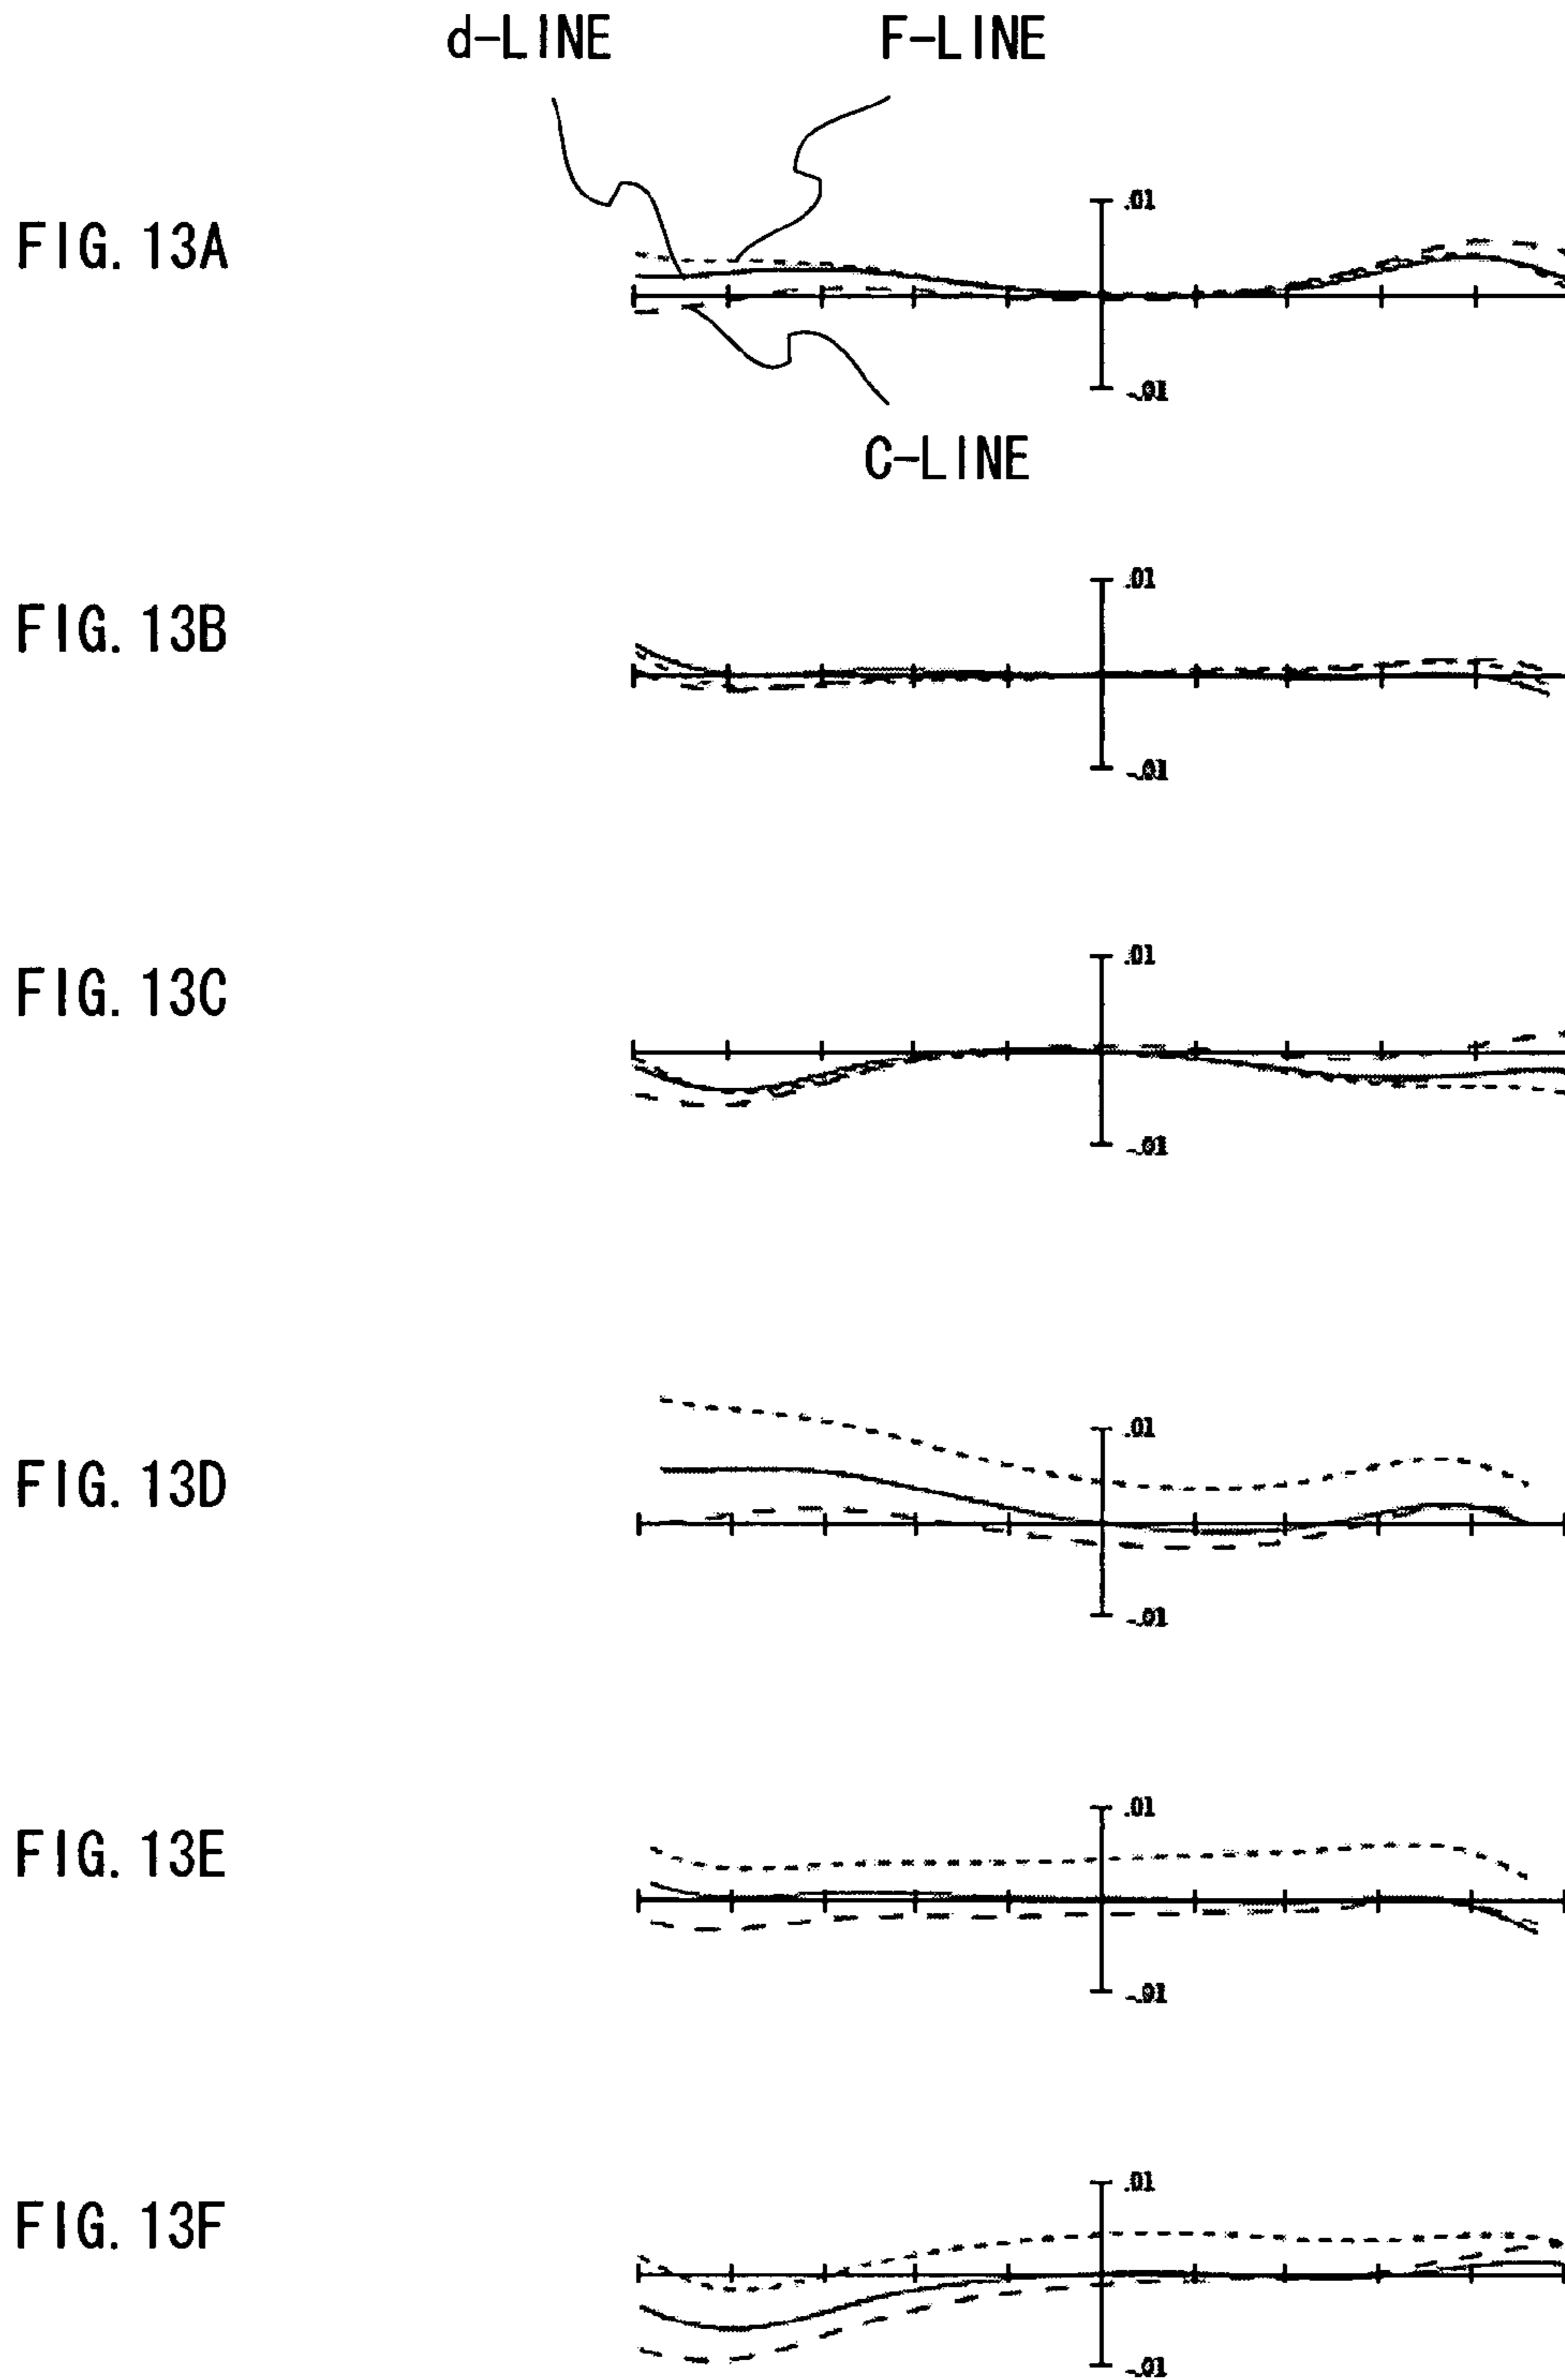 d-LINE
F-LINE
FIG. 13A
.01
-.01
C-LINE
FIG. 13B
.01
-.01
FIG. 13C
.01
-.01
FIG. 13D
.01
-.01
FIG. 13E
.01
-.01
FIG. 13F
.01
-.01